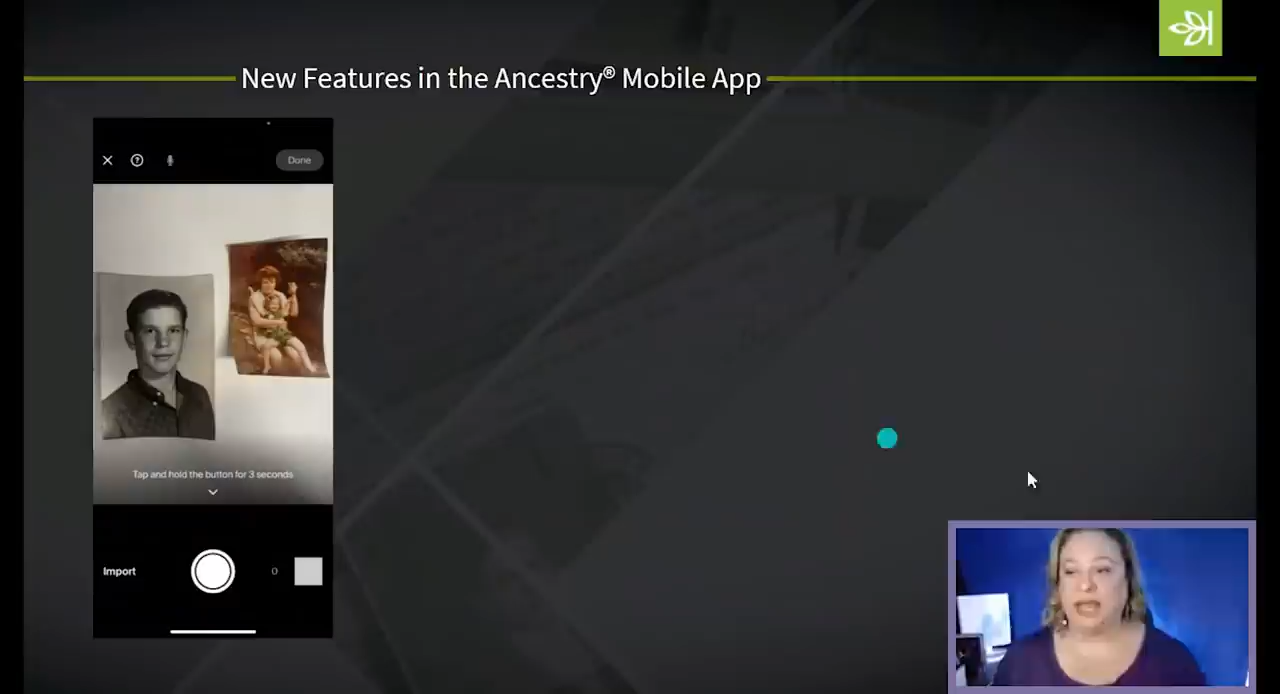 New Features in the Ancestry® Mobile App
Done
Tap and hold the button for 3 seconds
Import
0